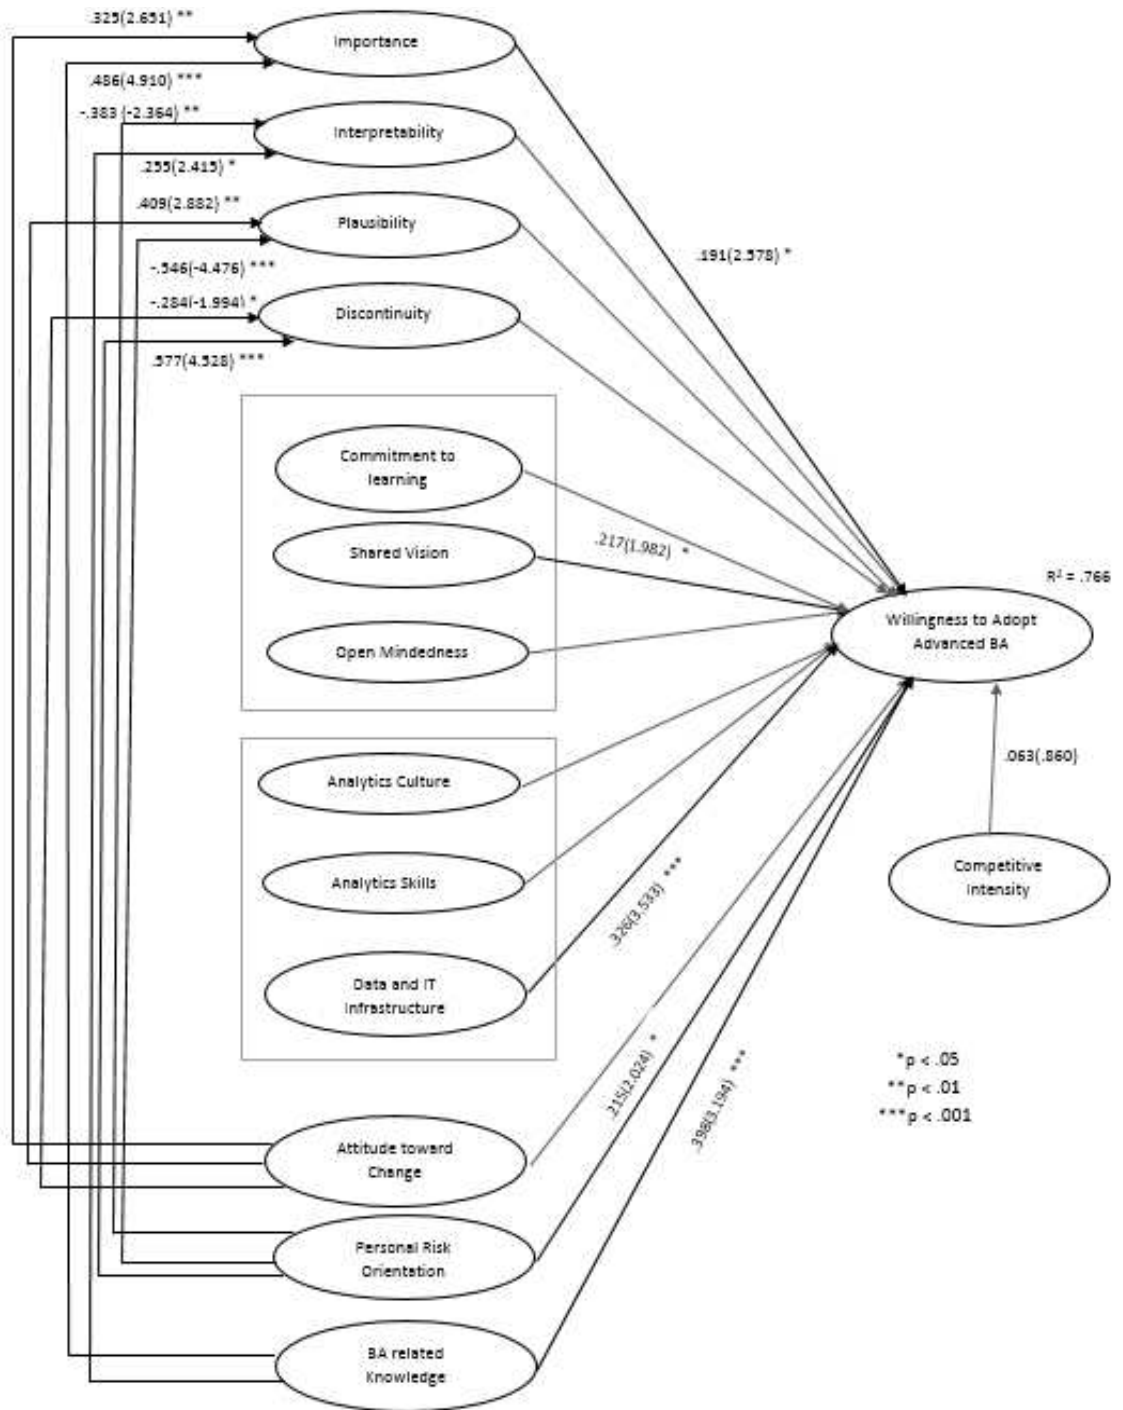 .325(2.651) **
Importance
.486(4.910) ***
-.383 (-2.364) **
Interpretability
.255(2.415) *
.409(2.882) **
Plausibility
.191(2.578) *
-.546(-4.476) ***
-.284(-1.994) *
Discontinuity
.577(4.528) ***
Commitment to
learning
.217(1.982) *
Shared Vision
R² = .766
Willingness to Adopt
Advanced BA
Open Mindedness
.063(.860)
Analytics Culture
Competitive
Intensity
Analytics Skills
.326(3.533) ***
Data and IT
Infrastructure
*p < .05
**p < .01
***p < .001
.215(2.024) *
.398(3.194) ***
Attitude toward
Change
Personal Risk
Orientation
BA related
Knowledge